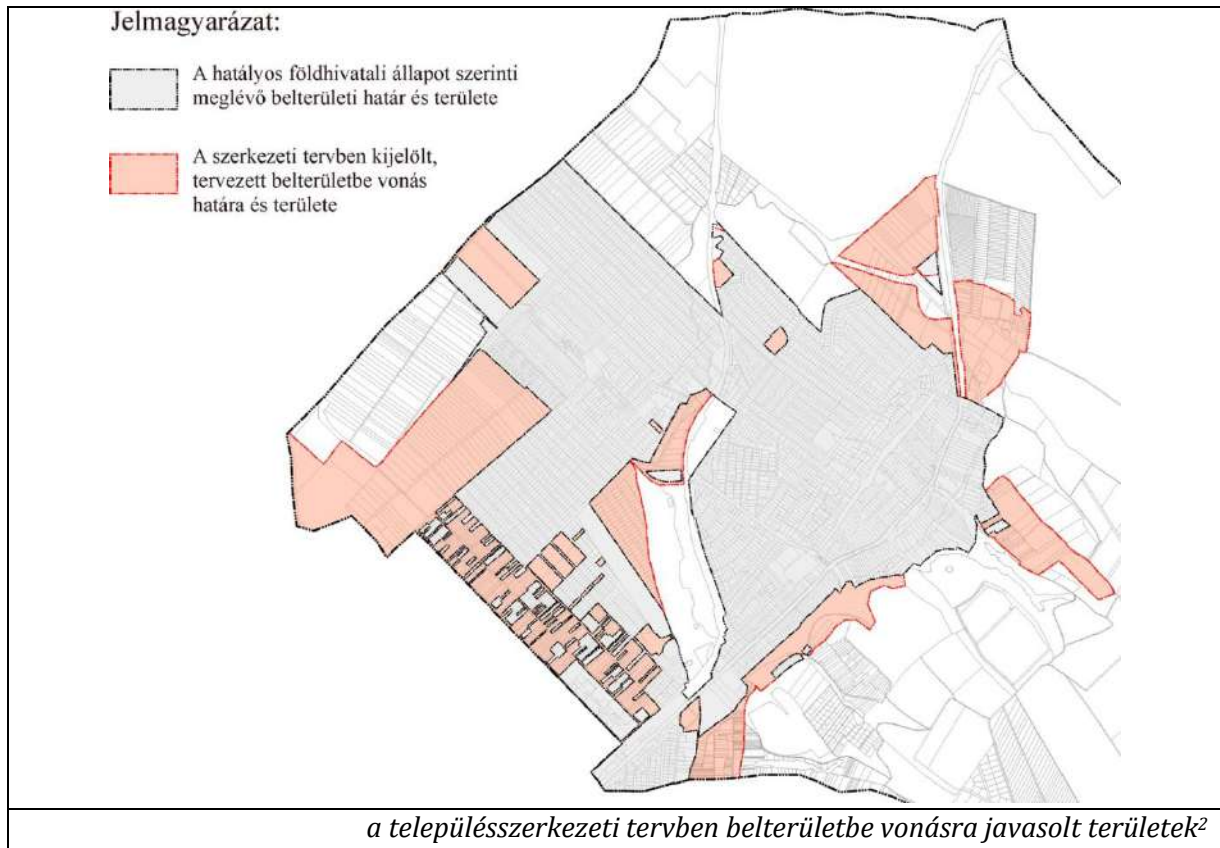 Jelmagyarázat:
A hatályos földhivatali állapot szerinti
meglévő belterületi határ és területe
A szerkezeti tervben kijelölt,
tervezett belterületbe vonás
határa és területe
a településszerkezeti tervben belterületbe vonásra javasolt területek²